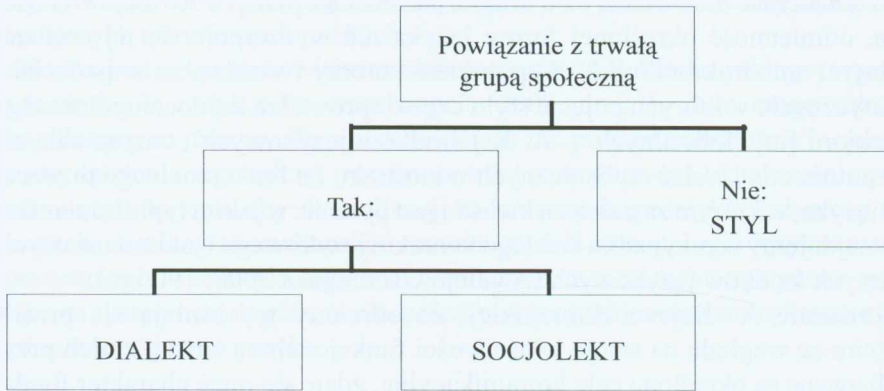 Powiązanie z trwałą
grupą społeczną
Tak:
Nie:
STYL
DIALEKT
SOCJOLEKT